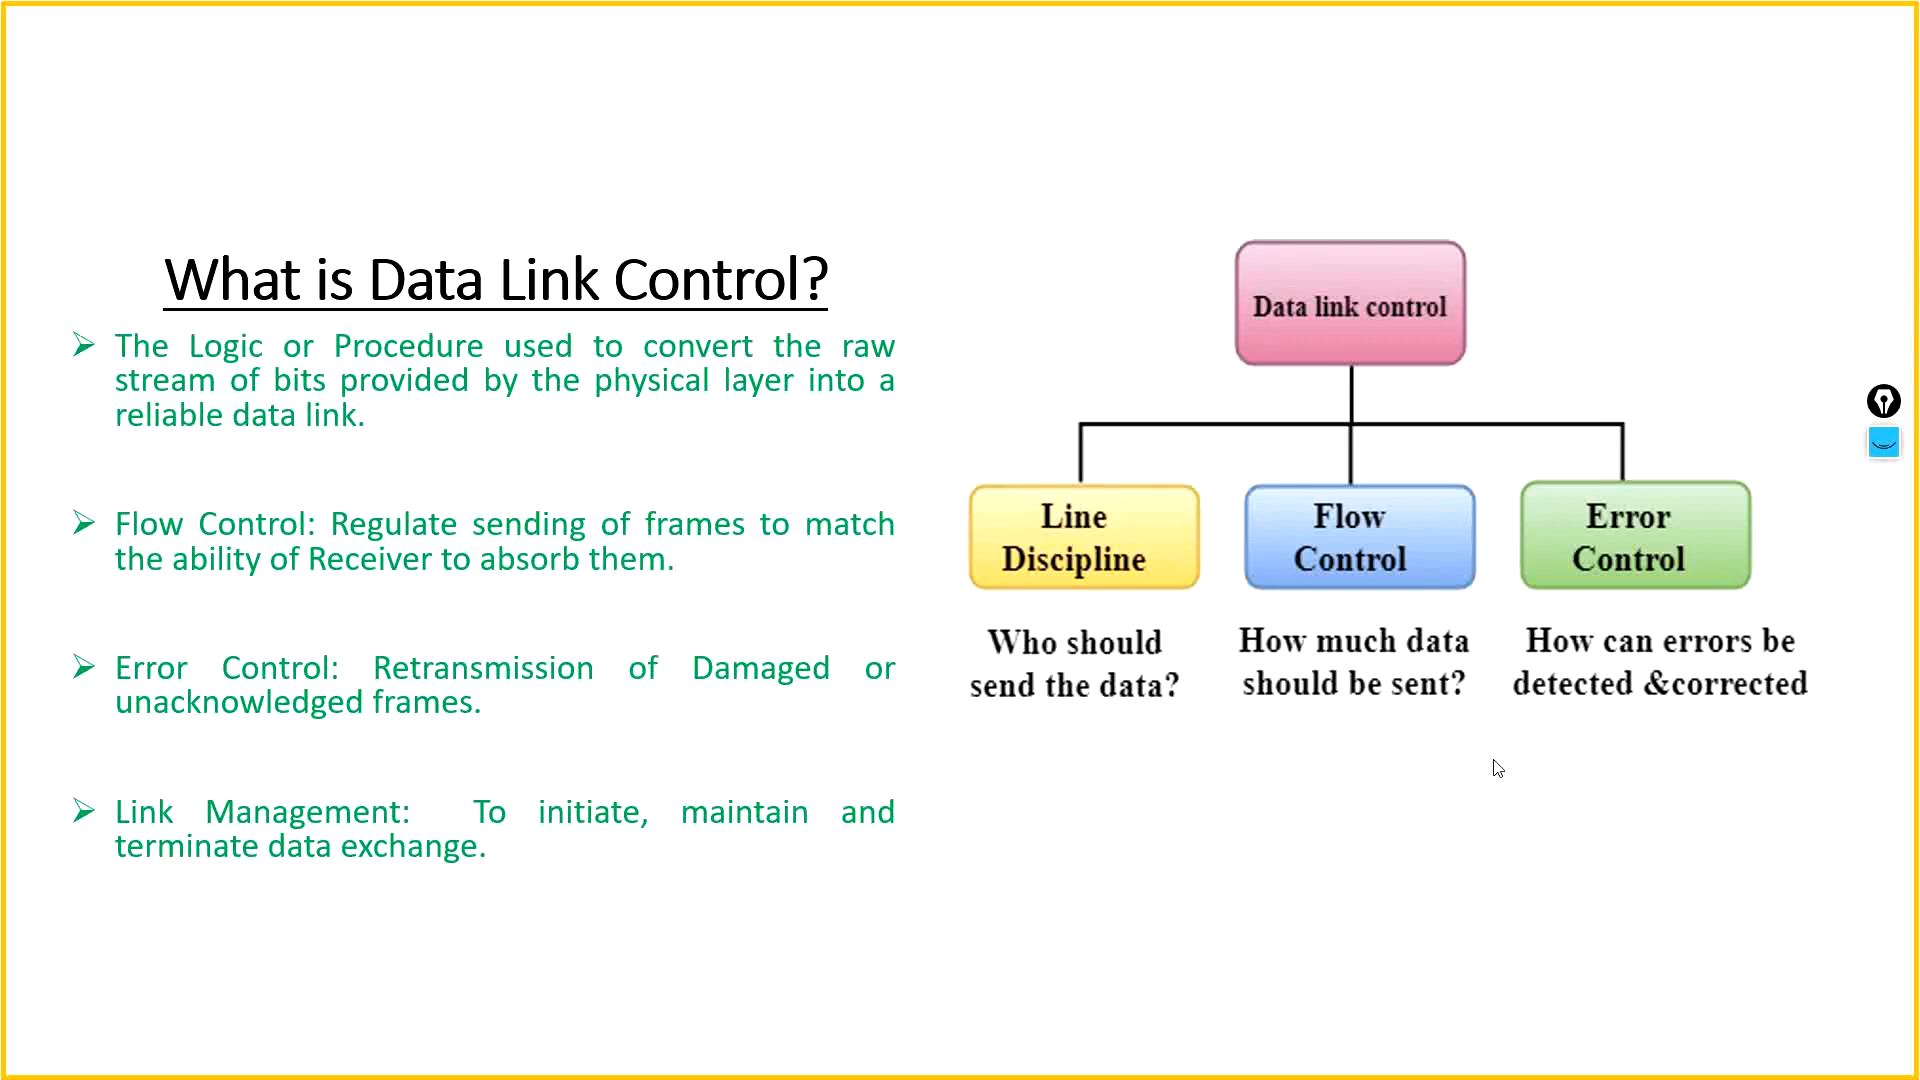 What is Data Link Control?
The Logic or Procedure used to convert the raw
stream of bits provided by the physical layer into a
reliable data link.
Flow Control: Regulate sending of frames to match
the ability of Receiver to absorb them.
Error Control: Retransmission of Damaged or
unacknowledged frames.
Link Management: To initiate, maintain and
terminate data exchange.
Data link control
Line
Discipline
Flow
Control
Error
Control
Who should
send the data?
How much data
should be sent?
How can errors be
detected &corrected